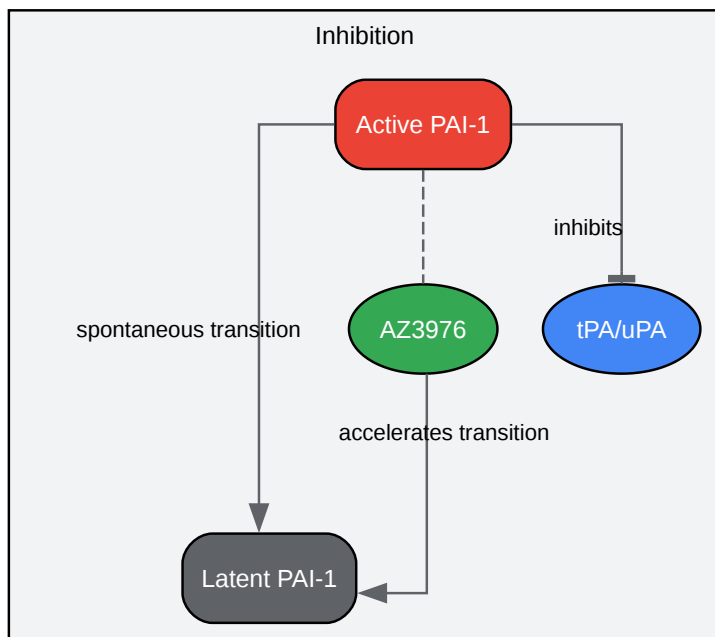 Inhibition
Active PAI-1
inhibits
spontaneous transition
AZ3976
tPA/uPA
accelerates transition
Latent PAI-1